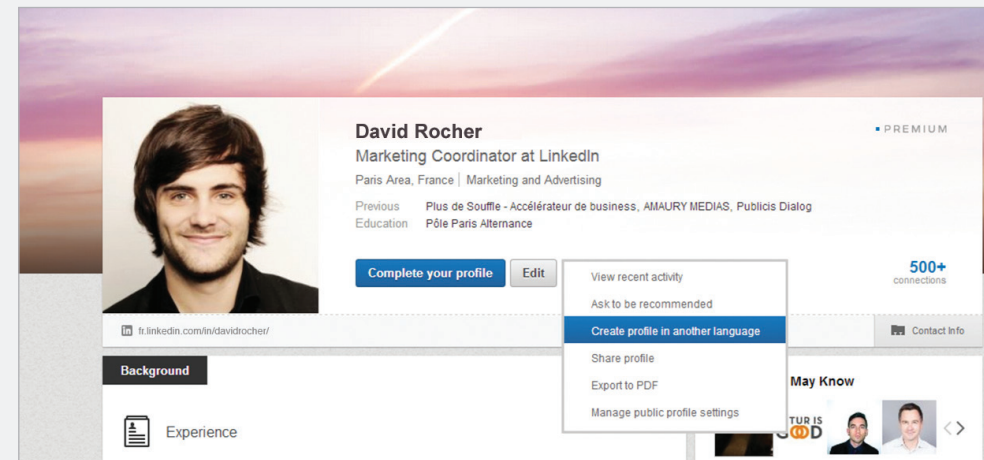 David Rocher
PREMIUM
Marketing Coordinator at LinkedIn
Paris Area, France | Marketing and Advertising
Previous Plus de Souffle - Accélérateur de business, AMAURY MEDIAS, Publicis Dialog
Education Pôle Paris Alternance
Complete your profile Edit
500+
connections
View recent activity
Ask to be recommended
Create profile in another language
Share profile
Export to PDF
Manage public profile settings
in fr.linkedin.com/in/davidrocher/
Contact Info
Background
Experience
May Know
TUR IS